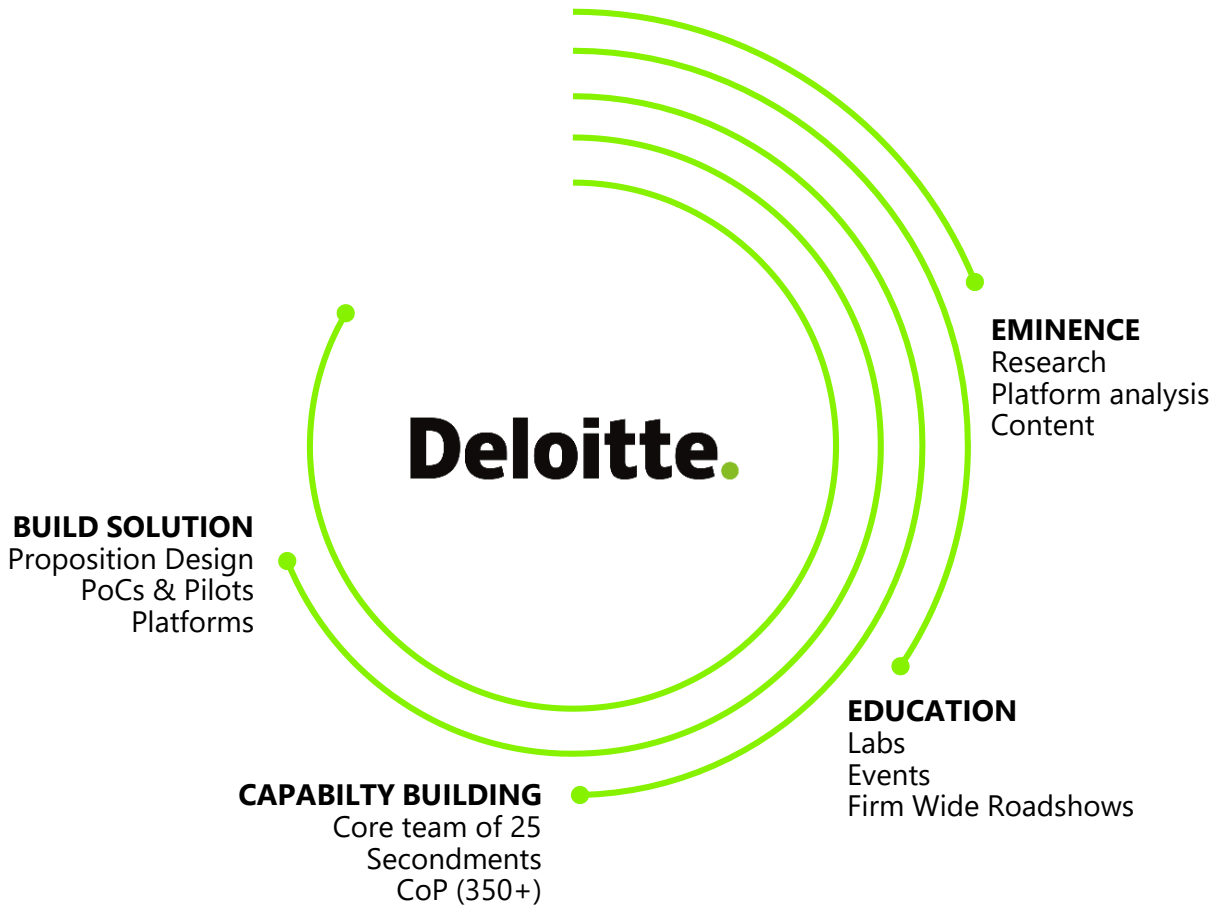 EMINENCE
Research
Platform analysis
Content
Deloitte.
BUILD SOLUTION
Proposition Design
PoCs & Pilots
Platforms
EDUCATION
Labs
Events
Firm Wide Roadshows
CAPABILTY BUILDING
Core team of 25
Secondments
CoP (350+)